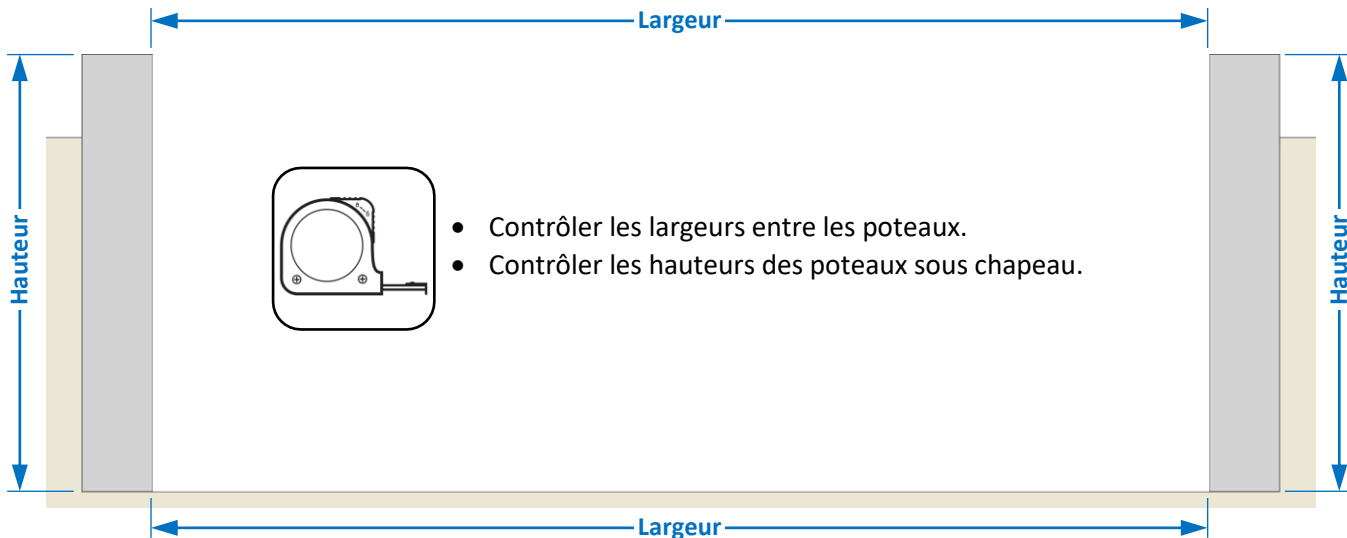 Largeur
Hauteur
• Contrôler les largeurs entre les poteaux.
• Contrôler les hauteurs des poteaux sous chapeau.
Hauteur
Largeur